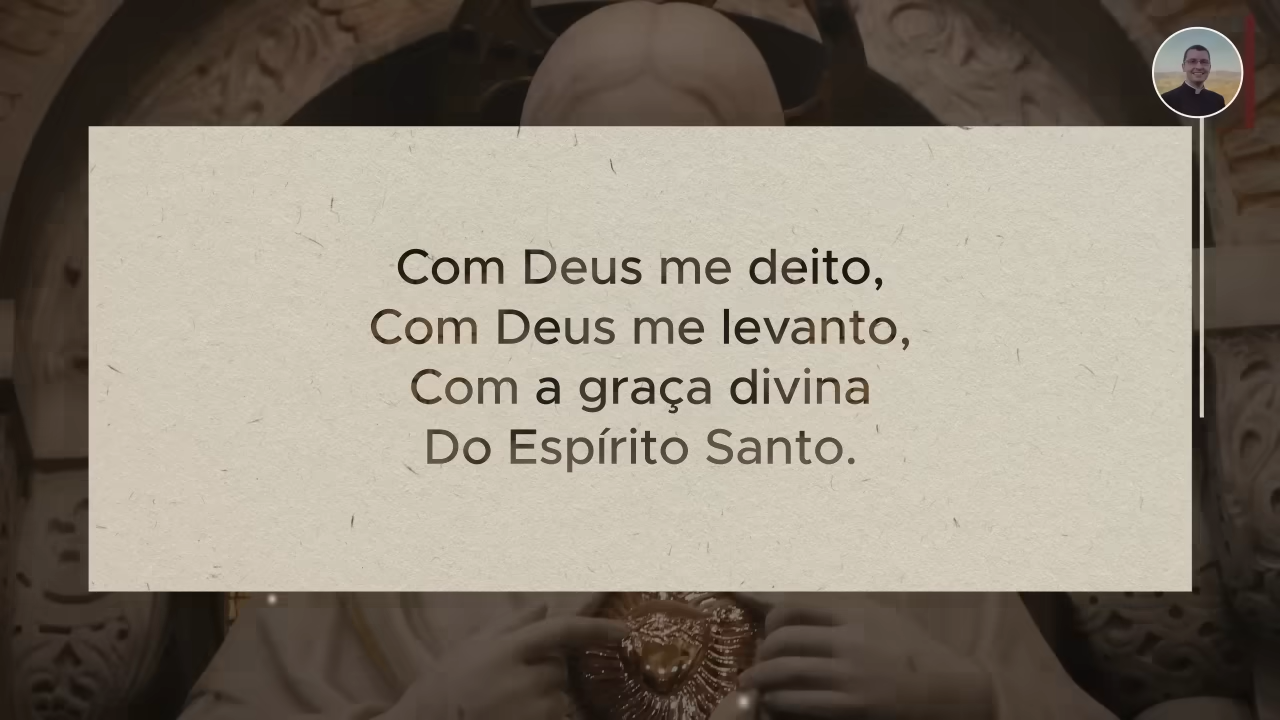 Com Deus me deito,
Com Deus me levanto,
Com a graça divina
Do Espírito Santo.